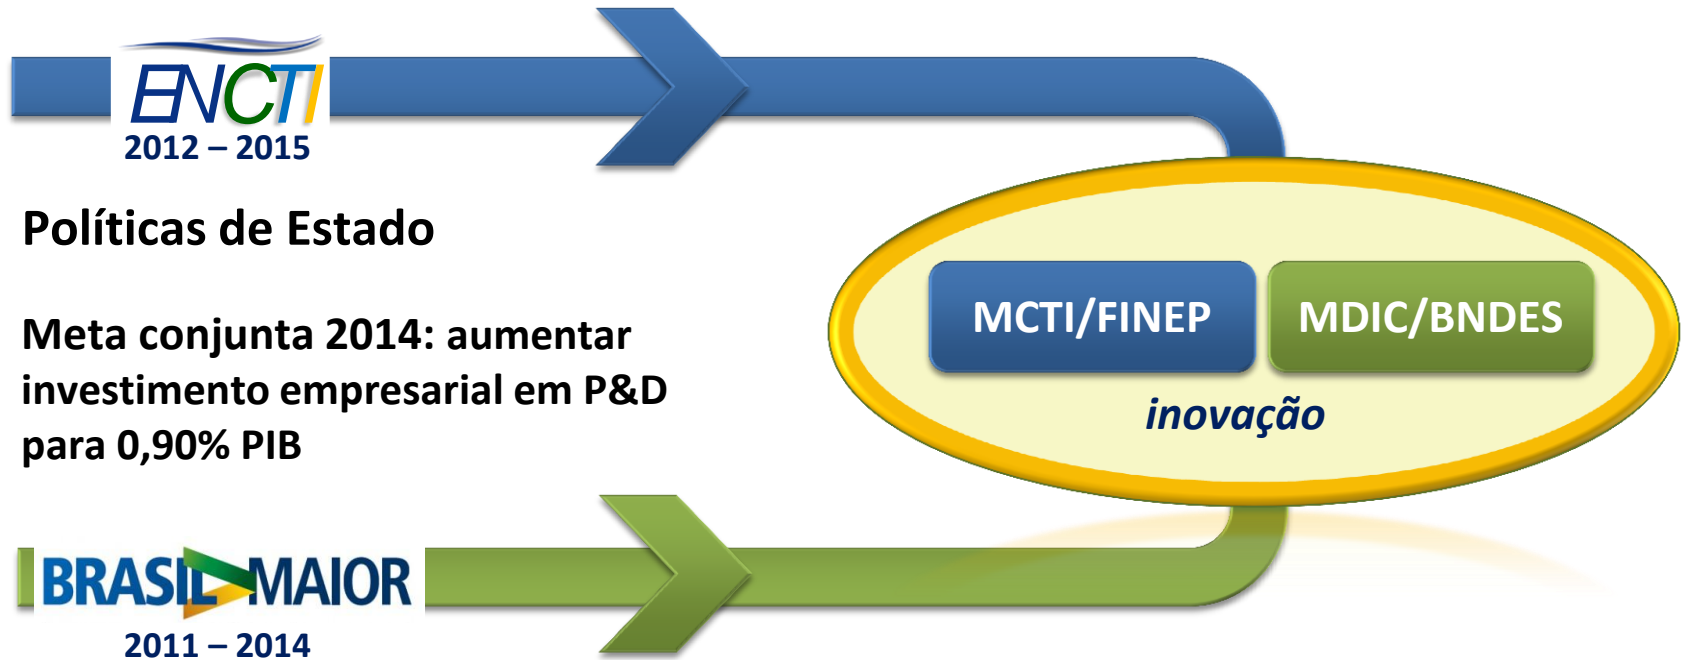 ENCTI
2012 – 2015
Políticas de Estado
Meta conjunta 2014: aumentar
investimento empresarial em P&D
para 0,90% PIB
MCTI/FINEP
MDIC/BNDES
inovação
BRASIL MAIOR
2011 – 2014